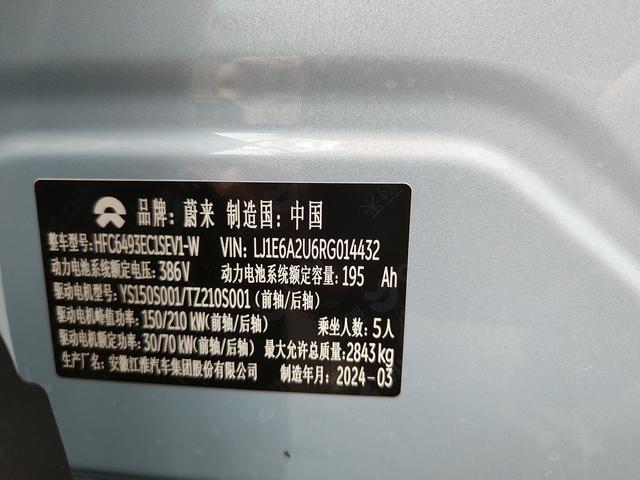 品牌: 蔚来 制造国: 中国
整车型号: HFC6493EC1SEV1-W VIN: LJ1E6A2U6RG014432
动力电池系统额定电压: 386V 动力电池系统额定容量: 195 Ah
驱动电机型号: YS150S001/TZ210S001 (前轴/后轴)
驱动电机峰值功率: 150/210 kW(前轴/后轴) 乘坐人数: 5人
驱动电机额定功率: 30/70 kW(前轴/后轴) 最大允许总质量: 2843kg
生产厂名: 安徽江淮汽车集团股份有限公司 制造年月: 2024-03